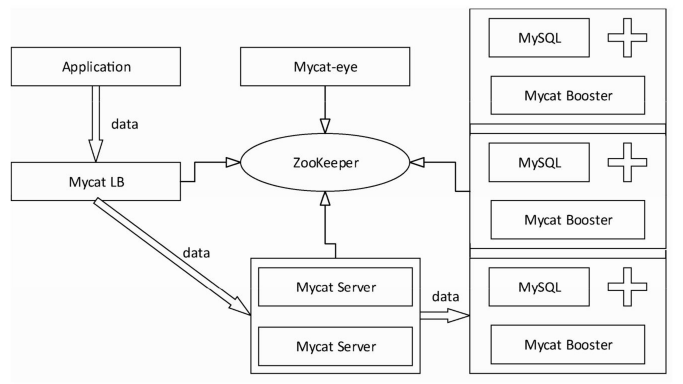 MySQL
Application
Mycat-eye
Mycat Booster
data
ZooKeeper
MySQL
Mycat LB
Mycat Booster
data
Mycat Server
MySQL
data
Mycat Server
Mycat Booster